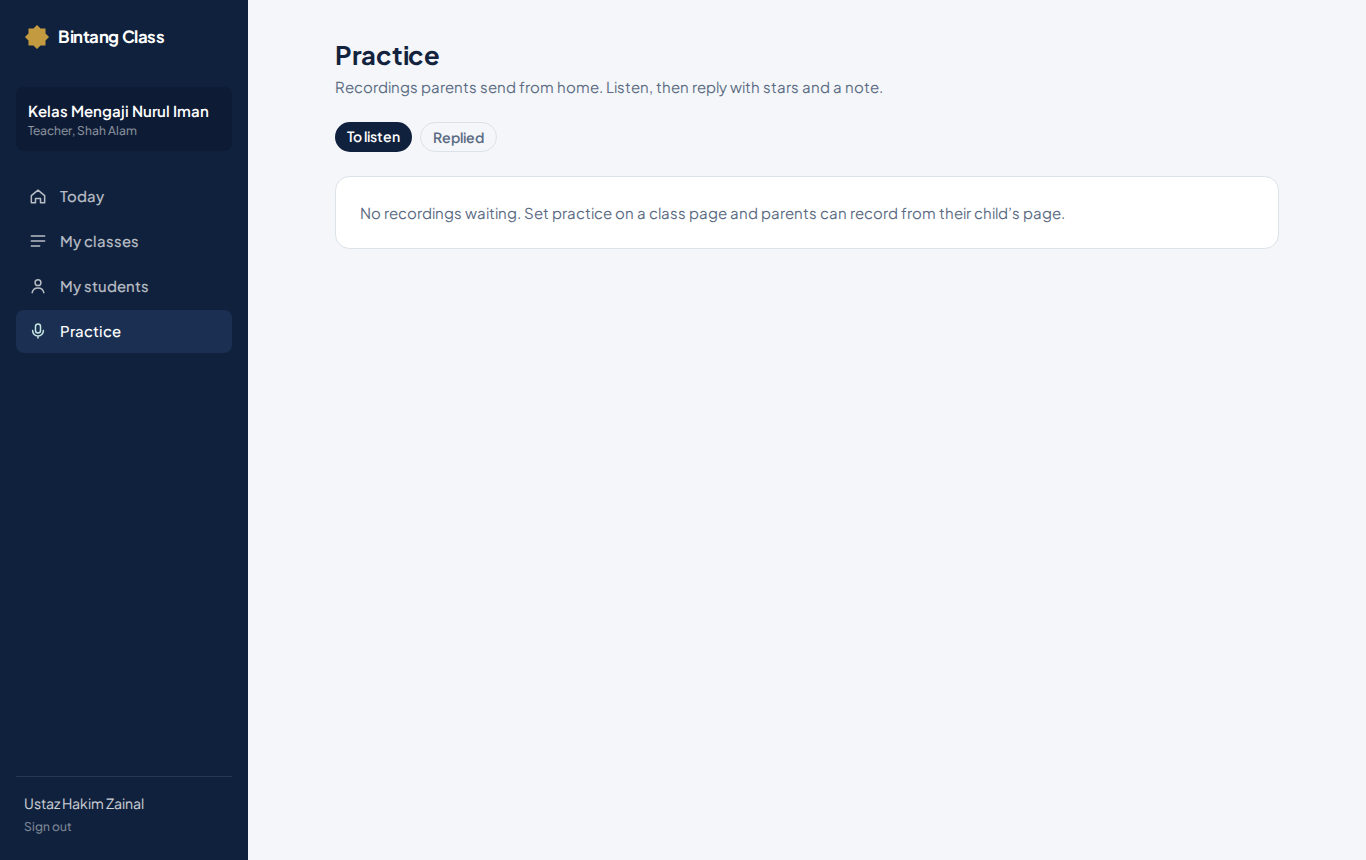 Bintang Class
Kelas Mengaji Nurul Iman
Teacher, Shah Alam
Today
My classes
My students
Practice
Ustaz Hakim Zainal
Sign out
Practice
Recordings parents send from home. Listen, then reply with stars and a note.
To listen
Replied
No recordings waiting. Set practice on a class page and parents can record from their child’s page.